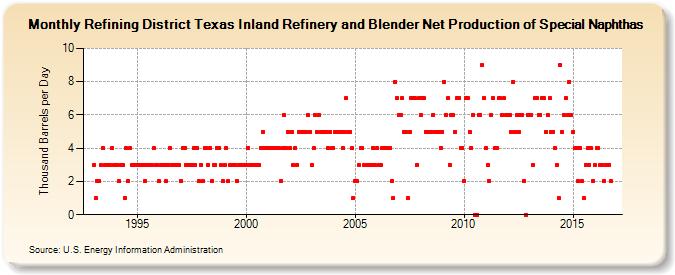 Monthly Refining District Texas Inland Refinery and Blender Net Production of Special Naphthas
Thousand Barrels per Day
10
8
6
4
2
0
1995 2000 2005 2010 2015
Source: U.S. Energy Information Administration